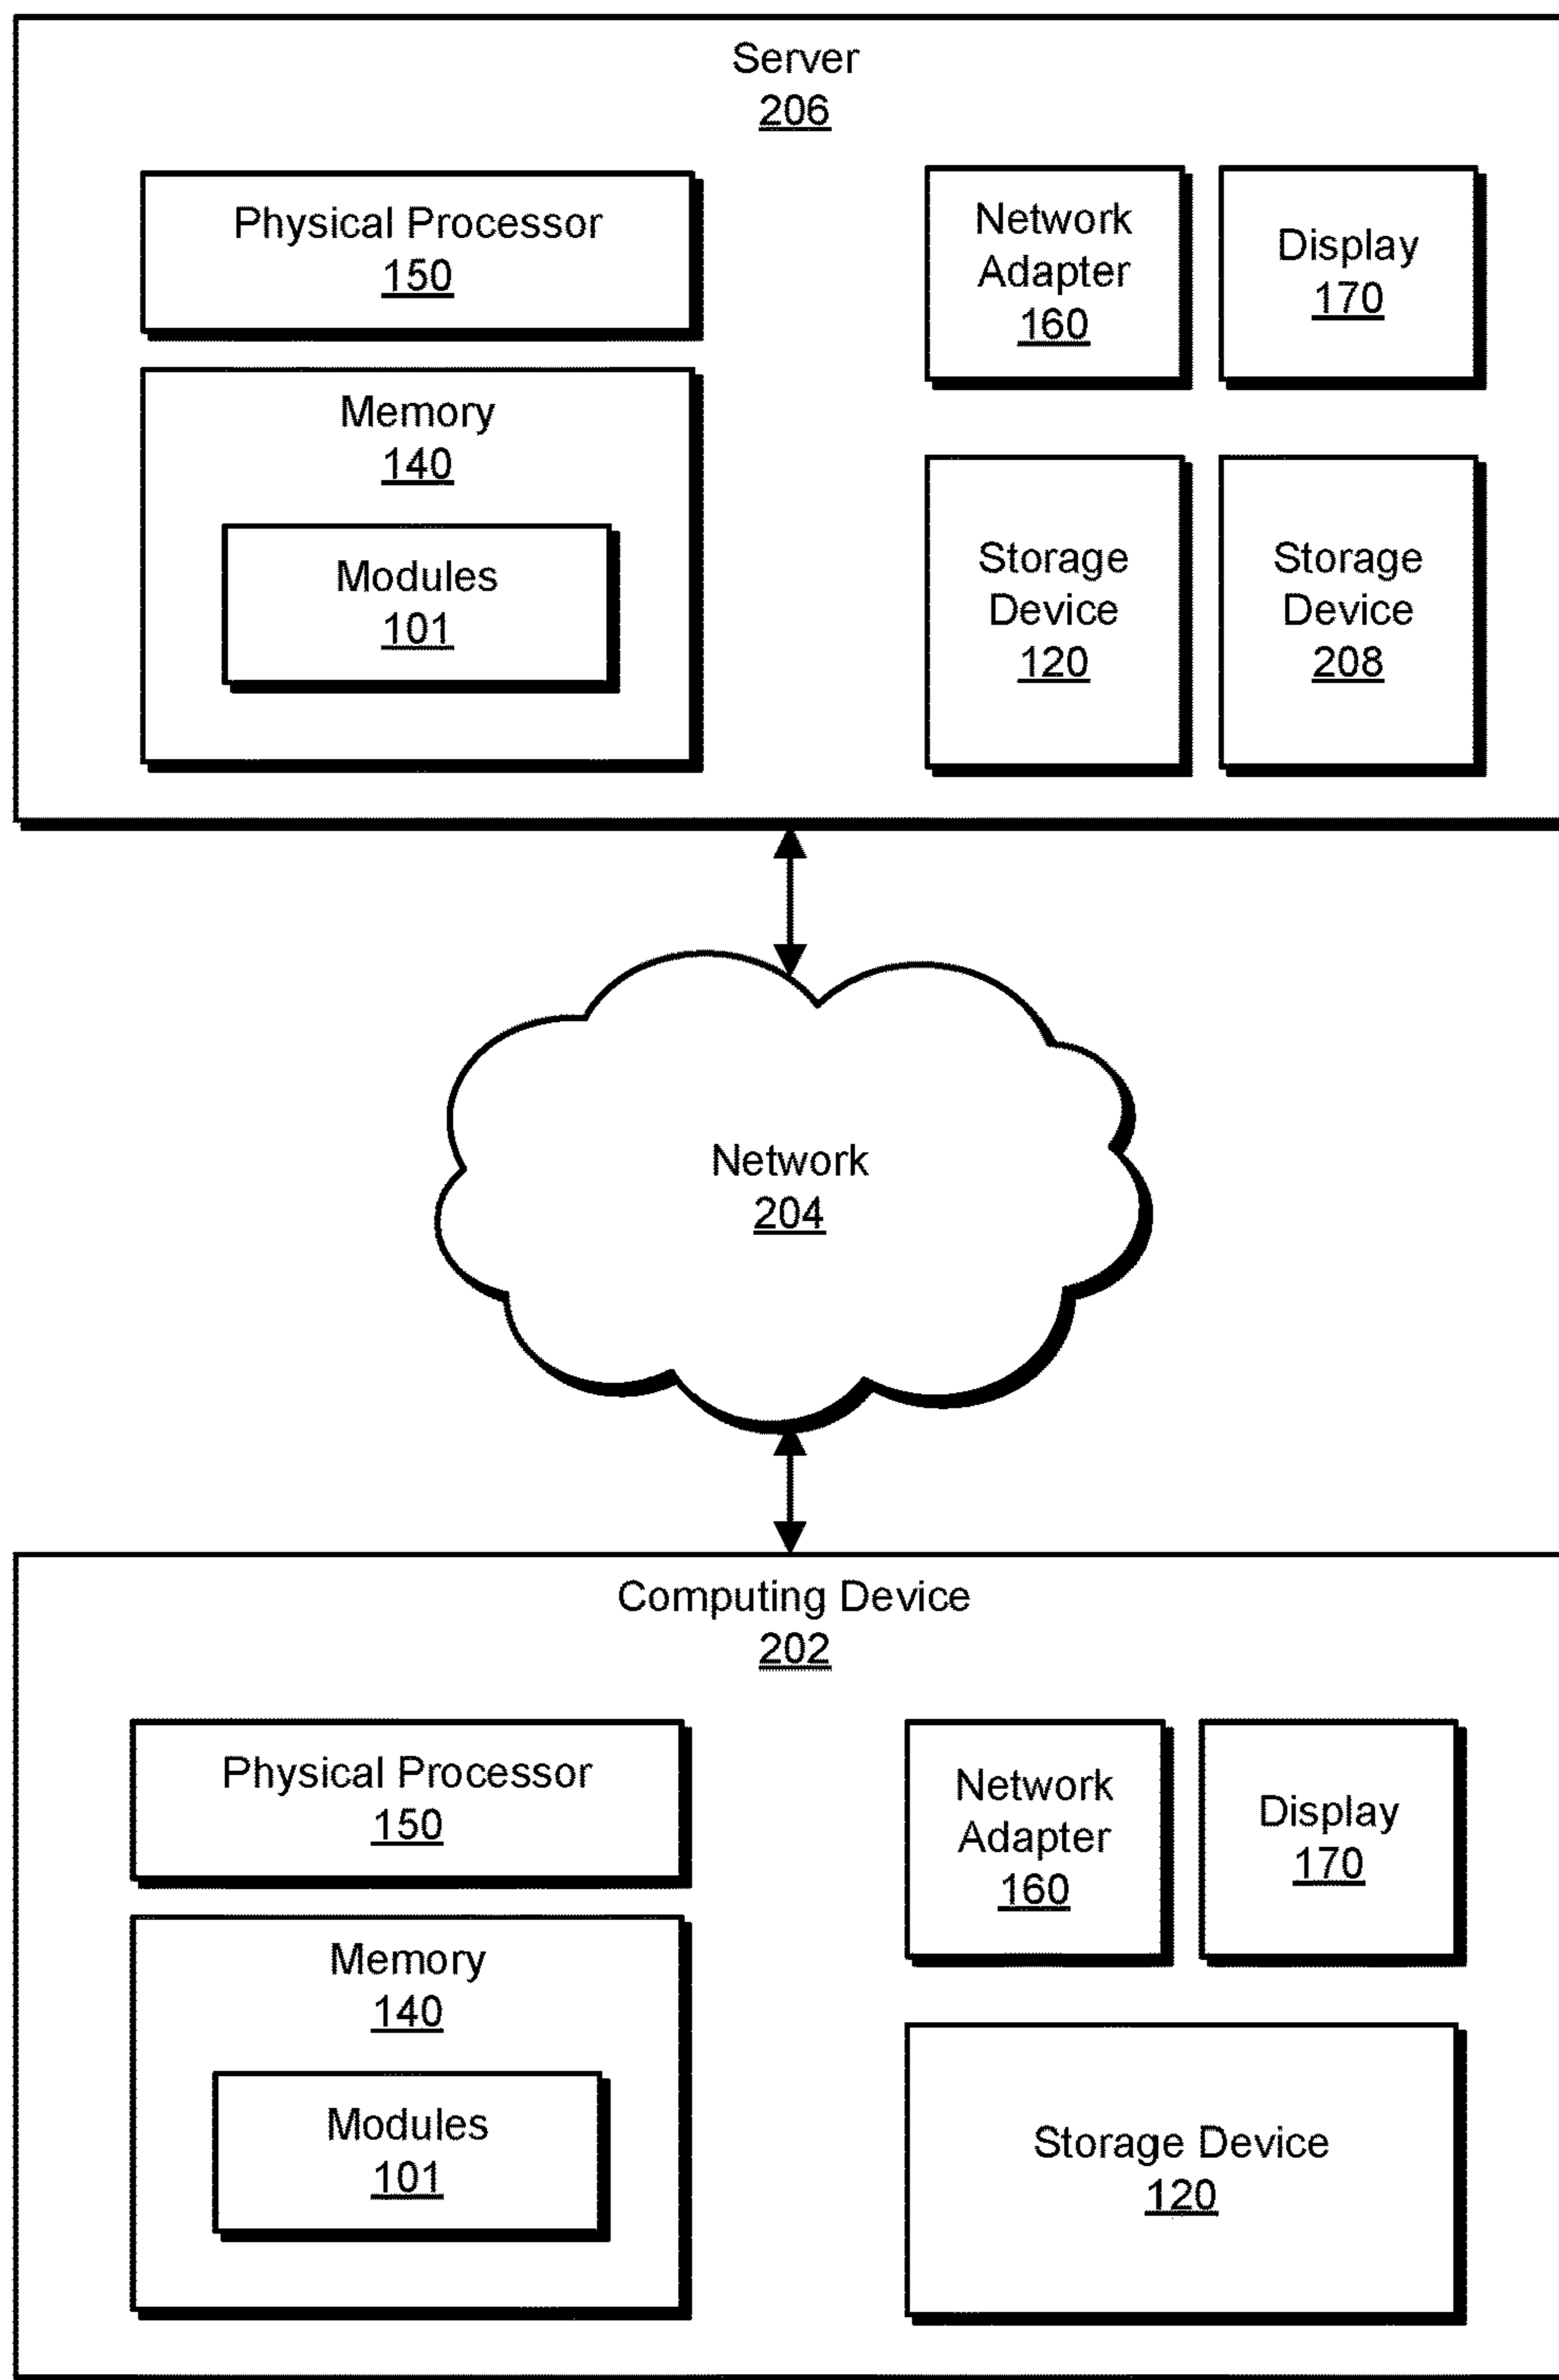 Server
206
Physical Processor
150
Network
Adapter
160
Display
170
Memory
140
Modules
101
Storage
Device
120
Storage
Device
208
Network
204
Computing Device
202
Physical Processor
150
Network
Adapter
160
Display
170
Memory
140
Modules
101
Storage Device
120